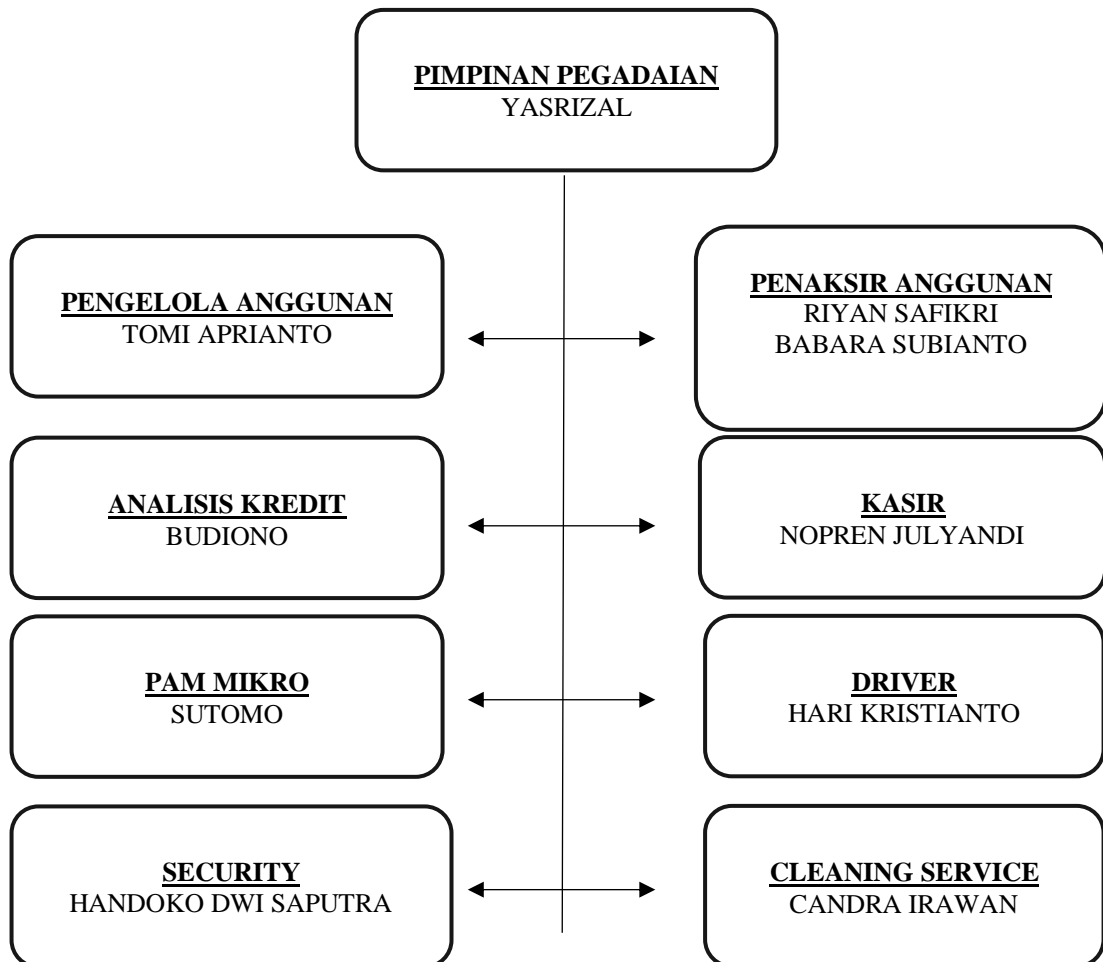 PIMPINAN PEGADAIAN
YASRIZAL
PENGELOLA ANGGUNAN
TOMI APRIANTO
PENAKSIR ANGGUNAN
RIYAN SAFIKRI
BABARA SUBIANTO
ANALISIS KREDIT
BUDIONO
KASIR
NOPREN JULYANDI
PAM MIKRO
SUTOMO
DRIVER
HARI KRISTIANTO
SECURITY
HANDOKO DWI SAPUTRA
CLEANING SERVICE
CANDRA IRAWAN